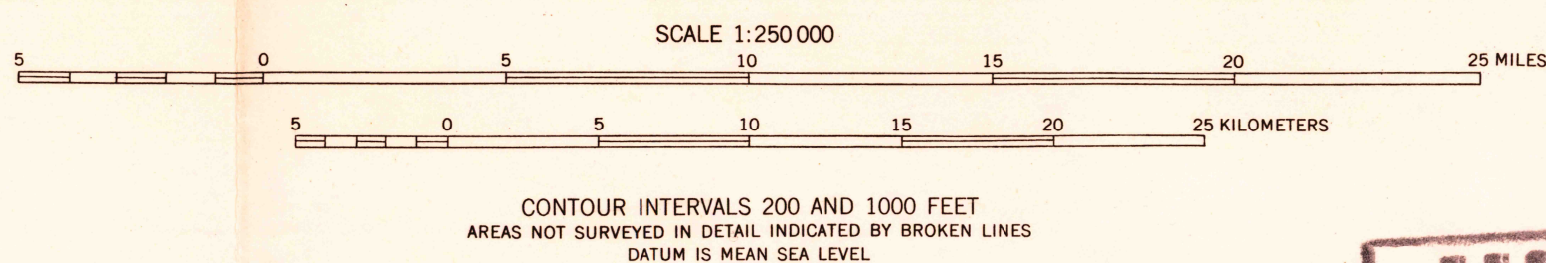 SCALE 1:250 000
5 0 5 10 15 20 25 MILES
5 0 5 10 15 20 25 KILOMETERS
CONTOUR INTERVALS 200 AND 1000 FEET
AREAS NOT SURVEYED IN DETAIL INDICATED BY BROKEN LINES
DATUM IS MEAN SEA LEVEL